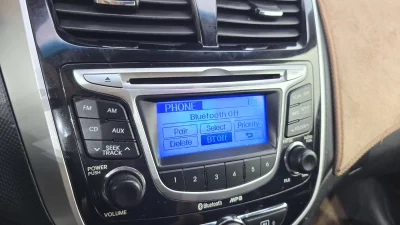 PHONE
Bluetooth Off
Pair Select Priority
Delete BT Off
FM AM
CD AUX
SEEK
TRACK
POWER
PUSH
VOLUME
1 2 3 4 5 6
Bluetooth MP3